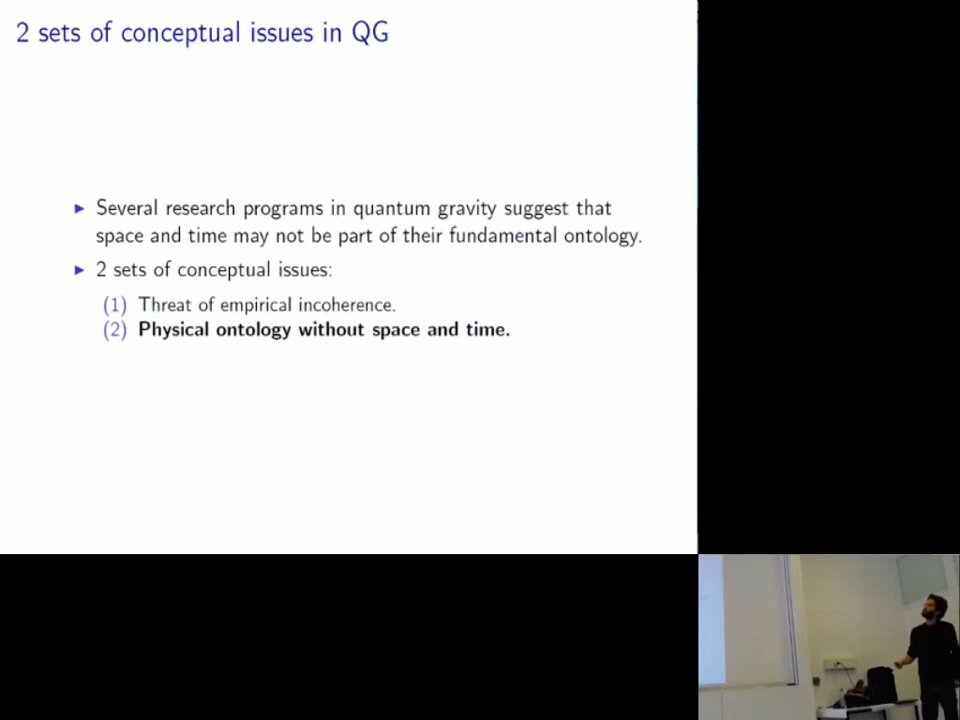 2 sets of conceptual issues in QG
▶ Several research programs in quantum gravity suggest that
space and time may not be part of their fundamental ontology.
▶ 2 sets of conceptual issues:
(1) Threat of empirical incoherence.
(2) Physical ontology without space and time.